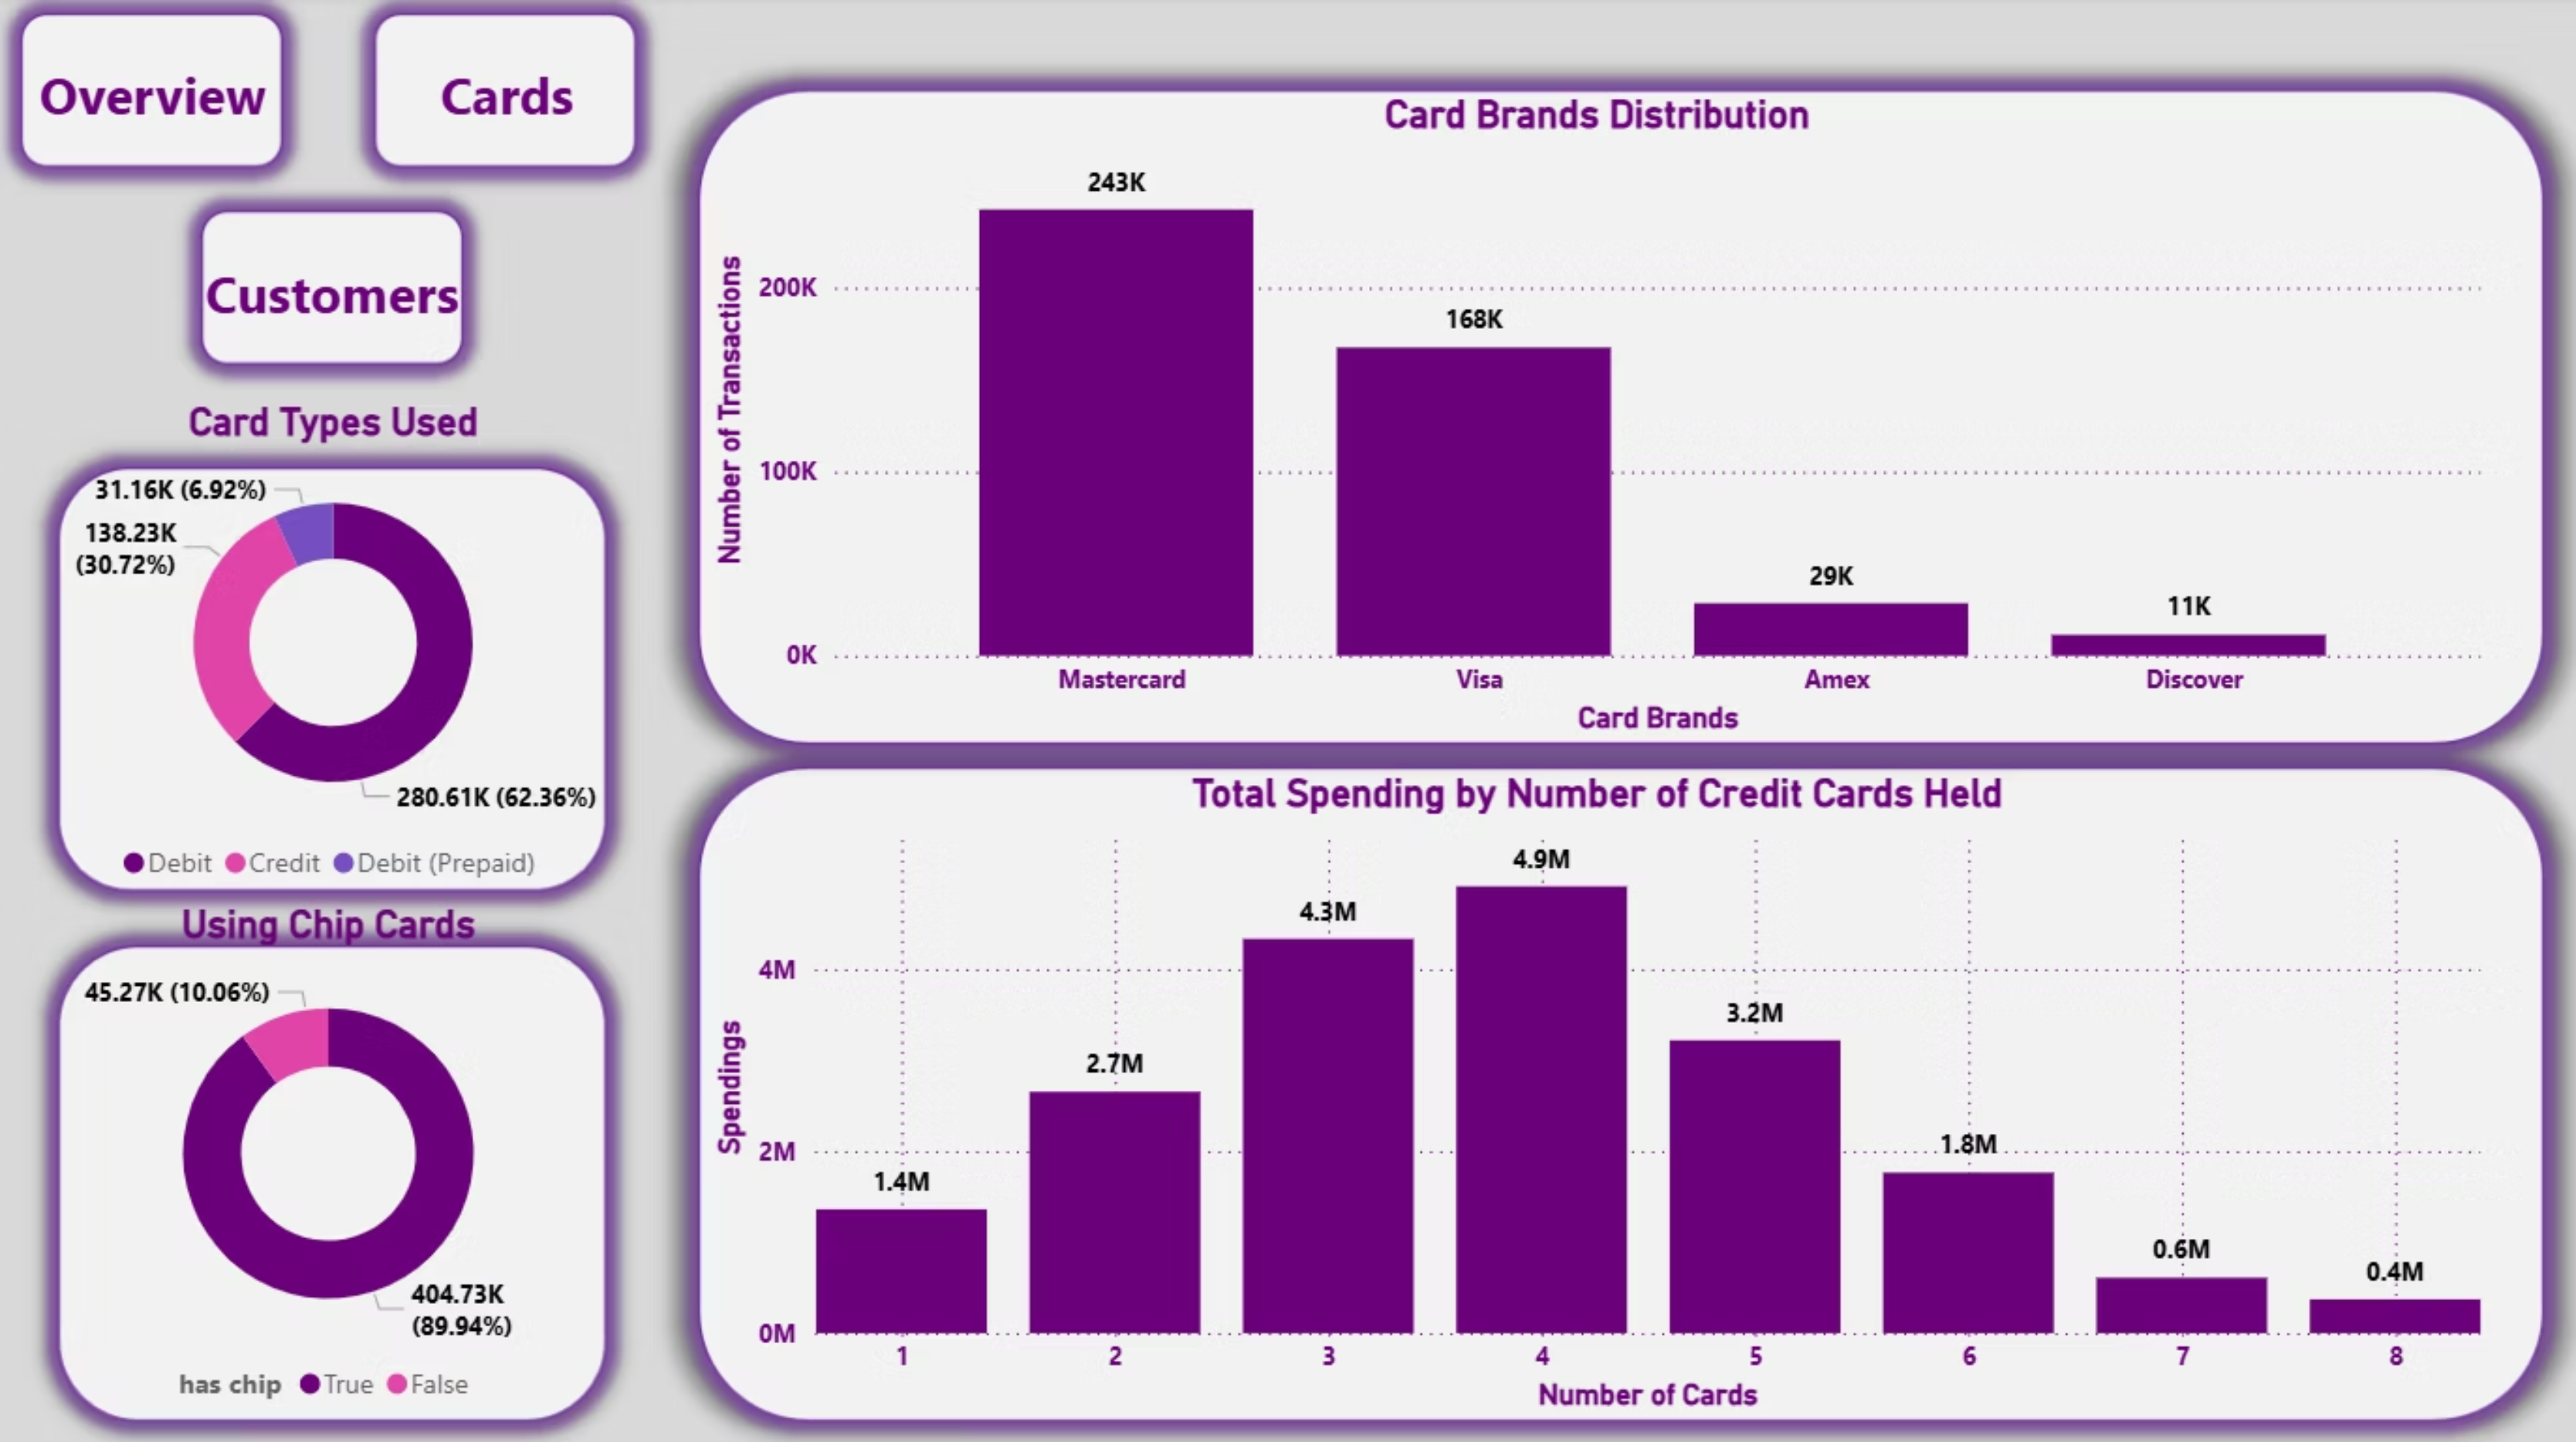 Overview
Cards
Customers
Card Types Used
31.16K (6.92%)
138.23K
(30.72%)
280.61K (62.36%)
Debit Credit Debit (Prepaid)
Using Chip Cards
45.27K (10.06%)
404.73K
(89.94%)
has chip True False
Card Brands Distribution
Number of Transactions
200K
100K
0K
243K
168K
29K
11K
Mastercard
Visa
Amex
Discover
Card Brands
Total Spending by Number of Credit Cards Held
Spendings
4M
2M
0M
1.4M
2.7M
4.3M
4.9M
3.2M
1.8M
0.6M
0.4M
1
2
3
4
5
6
7
8
Number of Cards